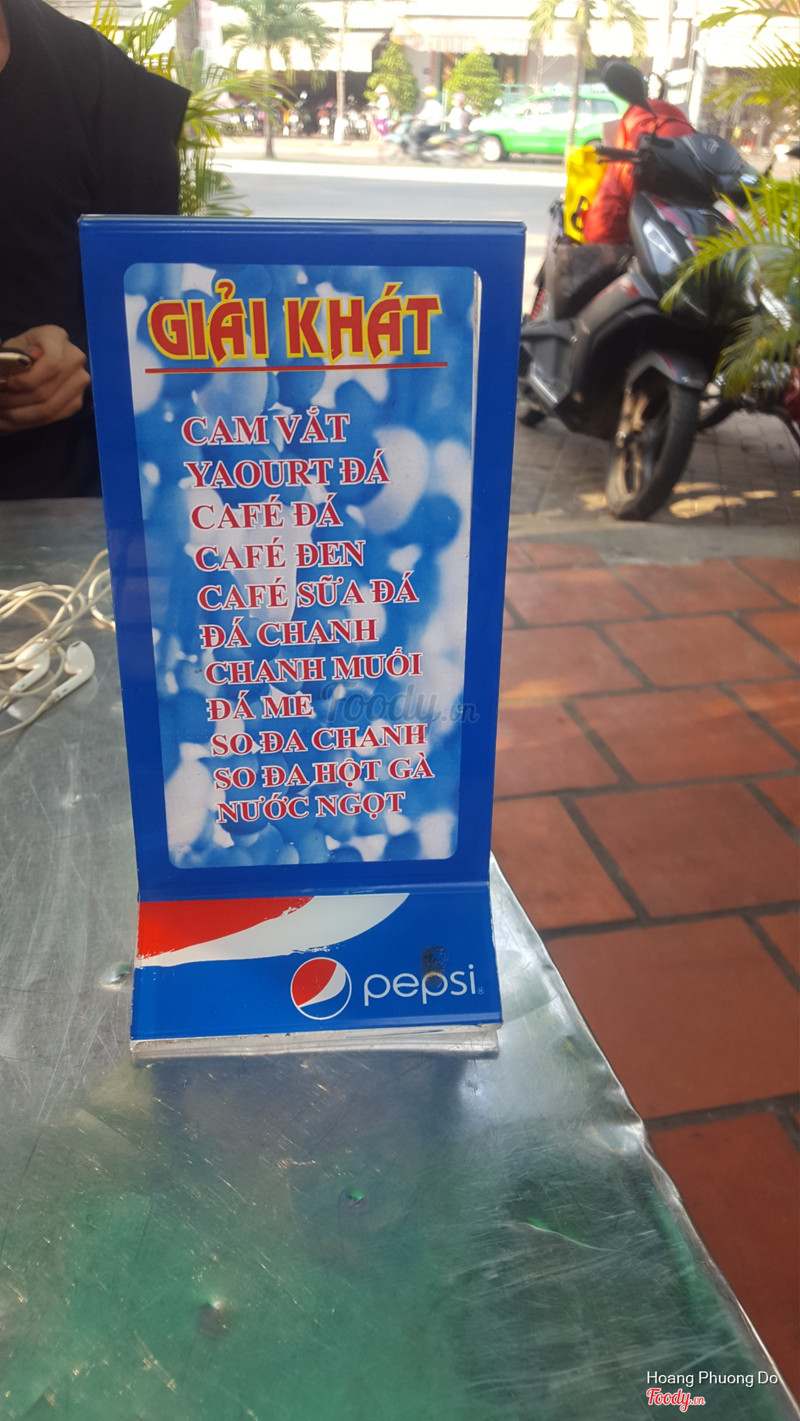 GIẢI KHÁT
CAM VẮT
YAOURT ĐÁ
CAFÉ ĐÁ
CAFÉ ĐEN
CAFÉ SỮA ĐÁ
ĐÁ CHANH
CHANH MUỐI
ĐÁ ME
SO ĐA CHANH
SO ĐA HỘT GÀ
NƯỚC NGỌT
Foody.vn
pepsi
Hoang Phuong Do
Foody.vn